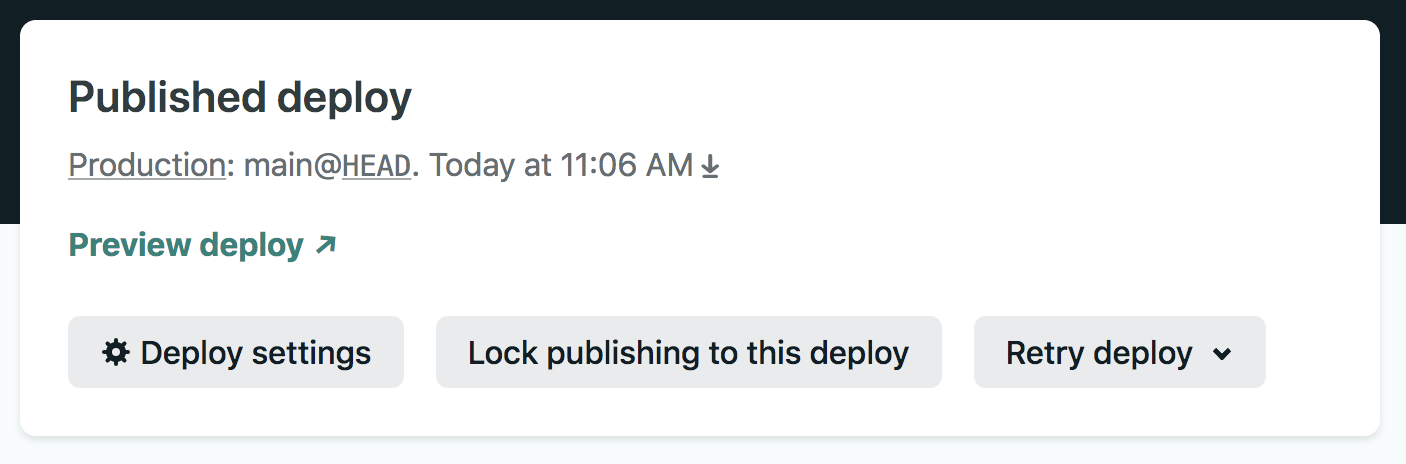 Published deploy
Production: main@HEAD. Today at 11:06 AM
Preview deploy
Deploy settings
Lock publishing to this deploy
Retry deploy